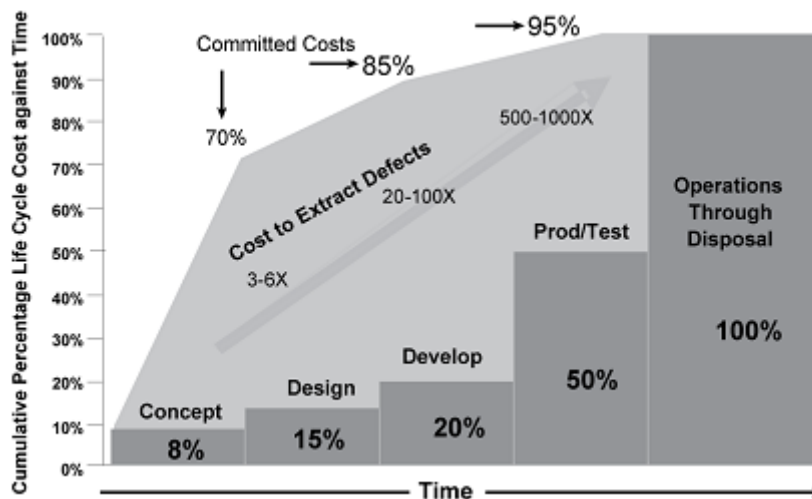 Cumulative Percentage Life Cycle Cost against Time
100%
90%
80%
70%
60%
50%
40%
30%
20%
10%
0%
Committed Costs
70%
85%
95%
Cost to Extract Defects
3-6X
20-100X
500-1000X
Concept
8%
Design
15%
Develop
20%
Prod/Test
50%
Operations
Through
Disposal
100%
Time